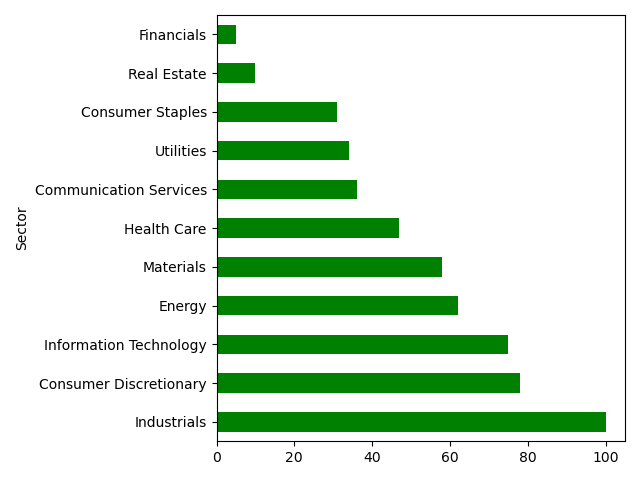 Financials
Real Estate
Consumer Staples
Utilities
Communication Services
Health Care
Materials
Energy
Information Technology
Consumer Discretionary
Industrials
Sector
0 20 40 60 80 100